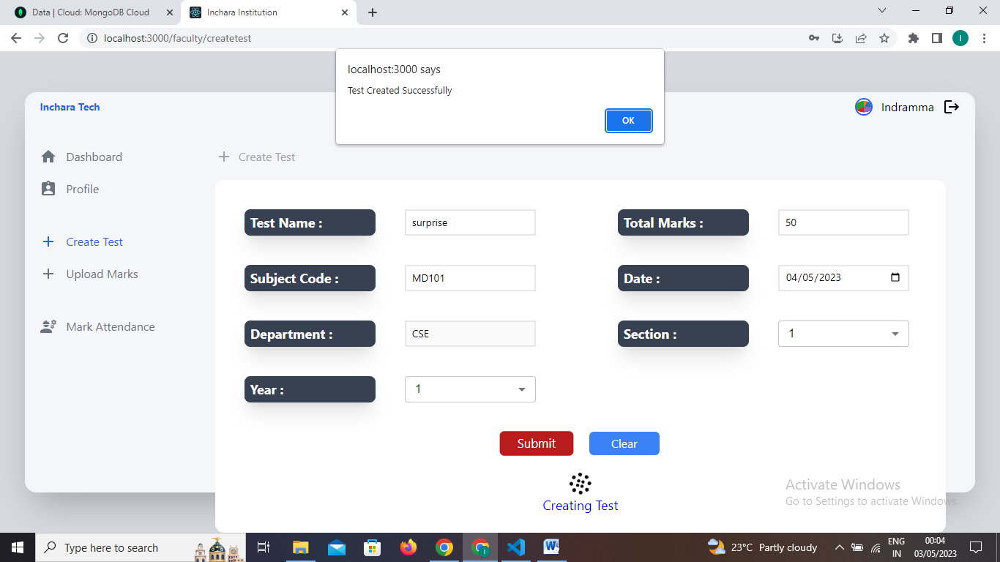 Data | Cloud: MongoDB Cloud
Inchara Institution
localhost:3000/faculty/createtest
I
localhost:3000 says
Test Created Successfully
OK
Inchara Tech
Indramma
Dashboard
Create Test
Profile
Test Name :
surprise
Total Marks :
50
Create Test
Upload Marks
Subject Code :
MD101
Date :
04/05/2023
Mark Attendance
Department :
CSE
Section :
1
Year :
1
Submit
Clear
Creating Test
Activate Windows
Go to Settings to activate Windows.
Type here to search
23°C Partly cloudy
ENG
IN
00:04
03/05/2023